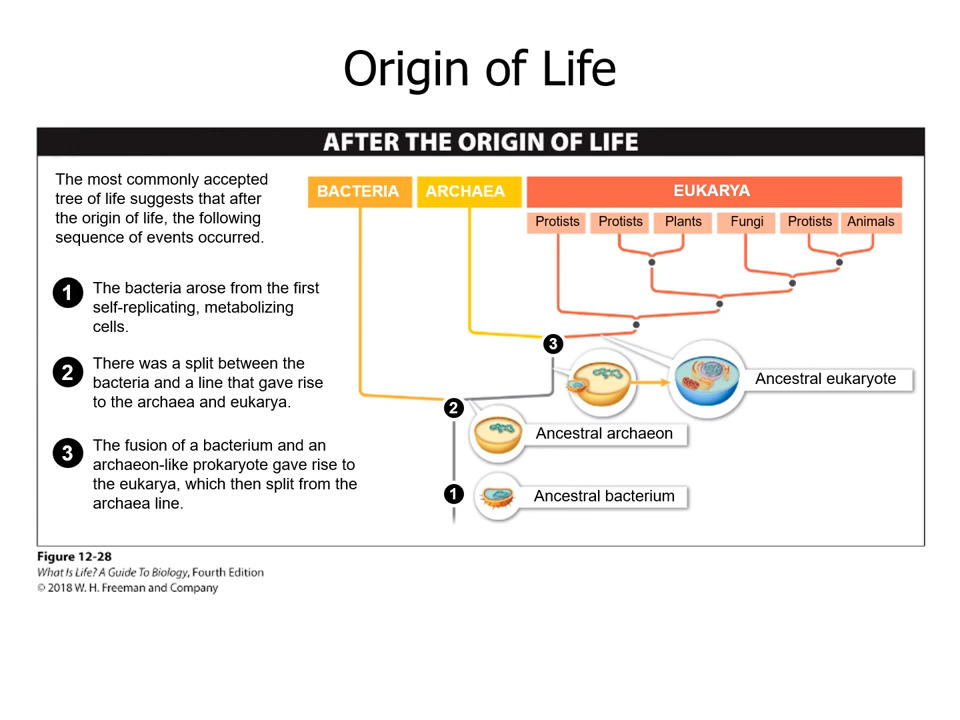 Origin of Life
AFTER THE ORIGIN OF LIFE
The most commonly accepted
tree of life suggests that after
the origin of life, the following
sequence of events occurred.
1 The bacteria arose from the first
self-replicating, metabolizing
cells.
2 There was a split between the
bacteria and a line that gave rise
to the archaea and eukarya.
3 The fusion of a bacterium and an
archaeon-like prokaryote gave rise to
the eukarya, which then split from the
archaea line.
BACTERIA ARCHAEA EUKARYA
Protists Protists Plants Fungi Protists Animals
3
Ancestral eukaryote
2
Ancestral archaeon
1
Ancestral bacterium
Figure 12-28
What Is Life? A Guide To Biology, Fourth Edition
© 2018 W. H. Freeman and Company